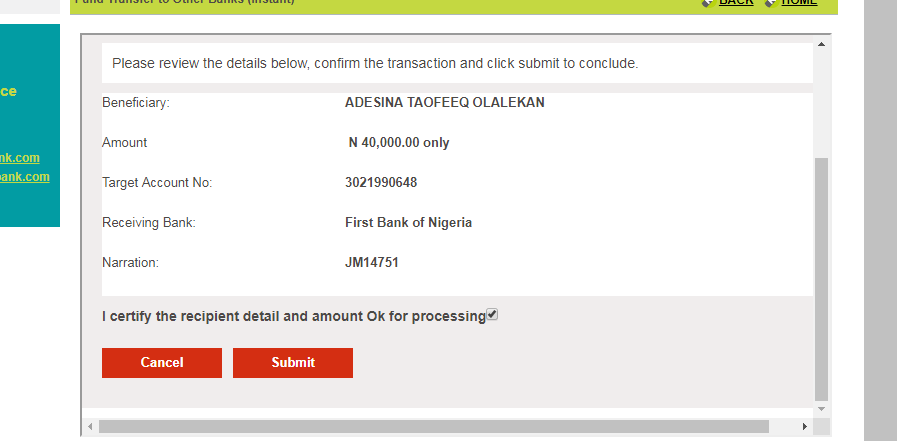 Fund Transfer to Other Banks (Instant)
BACK HOME
Please review the details below, confirm the transaction and click submit to conclude.
ce
nk.com
ank.com
Beneficiary: ADESINA TAOFEEQ OLALEKAN
Amount N 40,000.00 only
Target Account No: 3021990648
Receiving Bank: First Bank of Nigeria
Narration: JM14751
I certify the recipient detail and amount Ok for processing
Cancel Submit